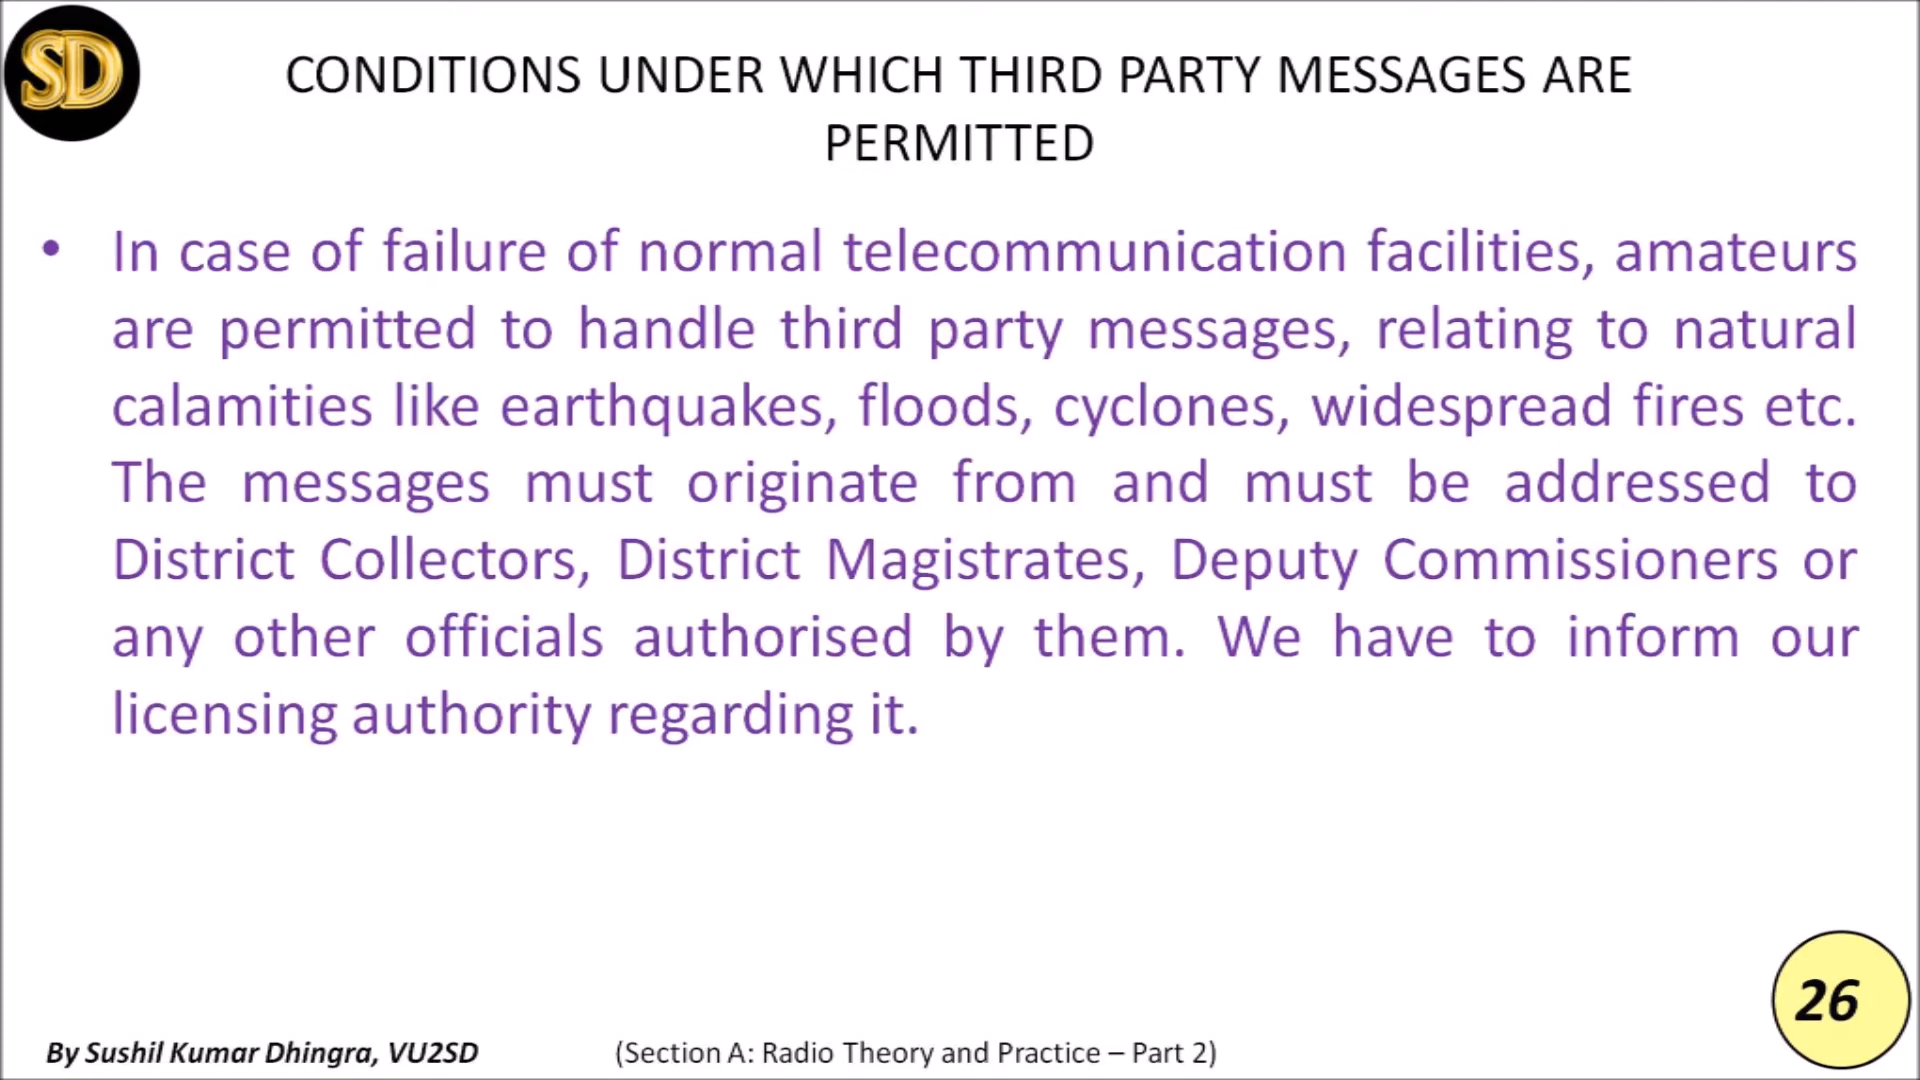 SD
CONDITIONS UNDER WHICH THIRD PARTY MESSAGES ARE
PERMITTED
• In case of failure of normal telecommunication facilities, amateurs
are permitted to handle third party messages, relating to natural
calamities like earthquakes, floods, cyclones, widespread fires etc.
The messages must originate from and must be addressed to
District Collectors, District Magistrates, Deputy Commissioners or
any other officials authorised by them. We have to inform our
licensing authority regarding it.
26
By Sushil Kumar Dhingra, VU2SD
(Section A: Radio Theory and Practice – Part 2)